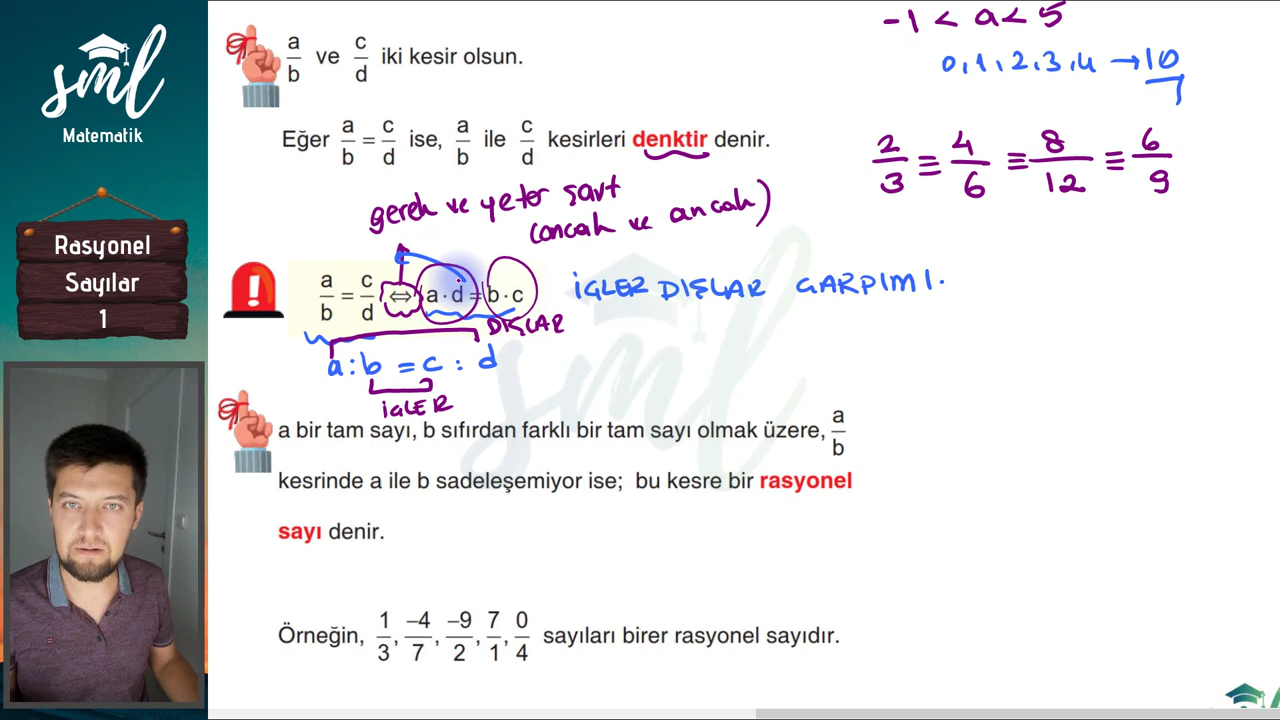 sml
Matematik
Rasyonel
Sayılar
1
-1 < a < 5
0,1,2,3,4 → 10
a/b ve c/d iki kesir olsun.
Eğer a/b = c/d ise, a/b ile c/d kesirleri denktir denir.
2/3 ≡ 4/6 ≡ 8/12 ≡ 6/9
gerek ve yeter şart
(ancak ve ancak)
a/b = c/d ⇔ a · d = b · c
İÇLER DIŞLAR ÇARPIMI.
DIŞLAR
a : b = c : d
İÇLER
a bir tam sayı, b sıfırdan farklı bir tam sayı olmak üzere, a/b
kesrinde a ile b sadeleşemiyor ise; bu kesre bir rasyonel
sayı denir.
Örneğin, 1/3, −4/7, −9/2, 7/1, 0/4 sayıları birer rasyonel sayıdır.